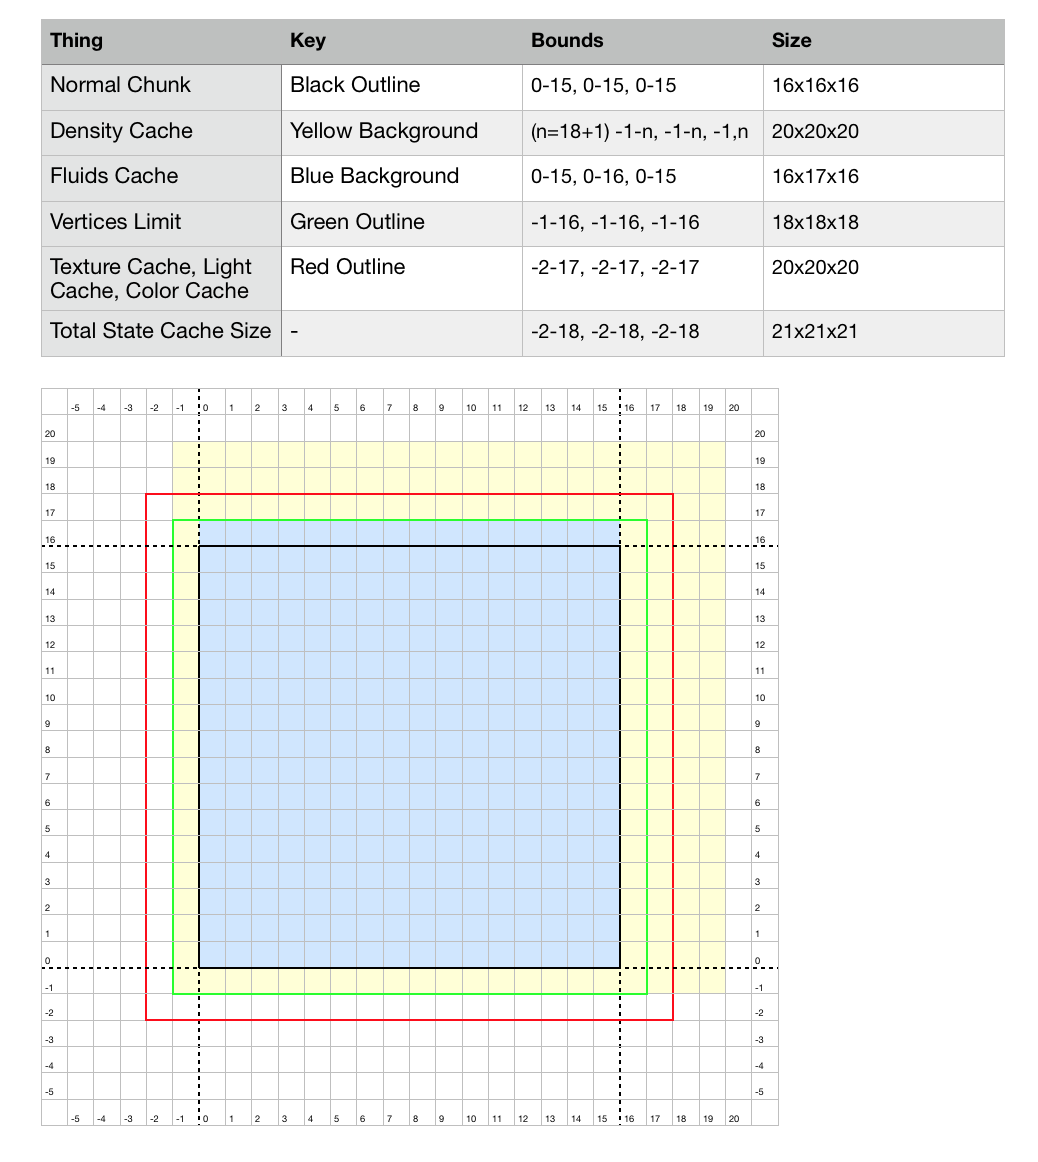 Thing Key Bounds Size
Normal Chunk Black Outline 0-15, 0-15, 0-15 16x16x16
Density Cache Yellow Background (n=18+1) -1-n, -1-n, -1,n 20x20x20
Fluids Cache Blue Background 0-15, 0-16, 0-15 16x17x16
Vertices Limit Green Outline -1-16, -1-16, -1-16 18x18x18
Texture Cache, Light Red Outline -2-17, -2-17, -2-17 20x20x20
Cache, Color Cache
Total State Cache Size - -2-18, -2-18, -2-18 21x21x21
-5 -4 -3 -2 -1 0 1 2 3 4 5 6 7 8 9 10 11 12 13 14 15 16 17 18 19 20
20 20
19 19
18 18
17 17
16 16
15 15
14 14
13 13
12 12
11 11
10 10
9 9
8 8
7 7
6 6
5 5
4 4
3 3
2 2
1 1
0 0
-1 -1
-2 -2
-3 -3
-4 -4
-5 -5
-5 -4 -3 -2 -1 0 1 2 3 4 5 6 7 8 9 10 11 12 13 14 15 16 17 18 19 20